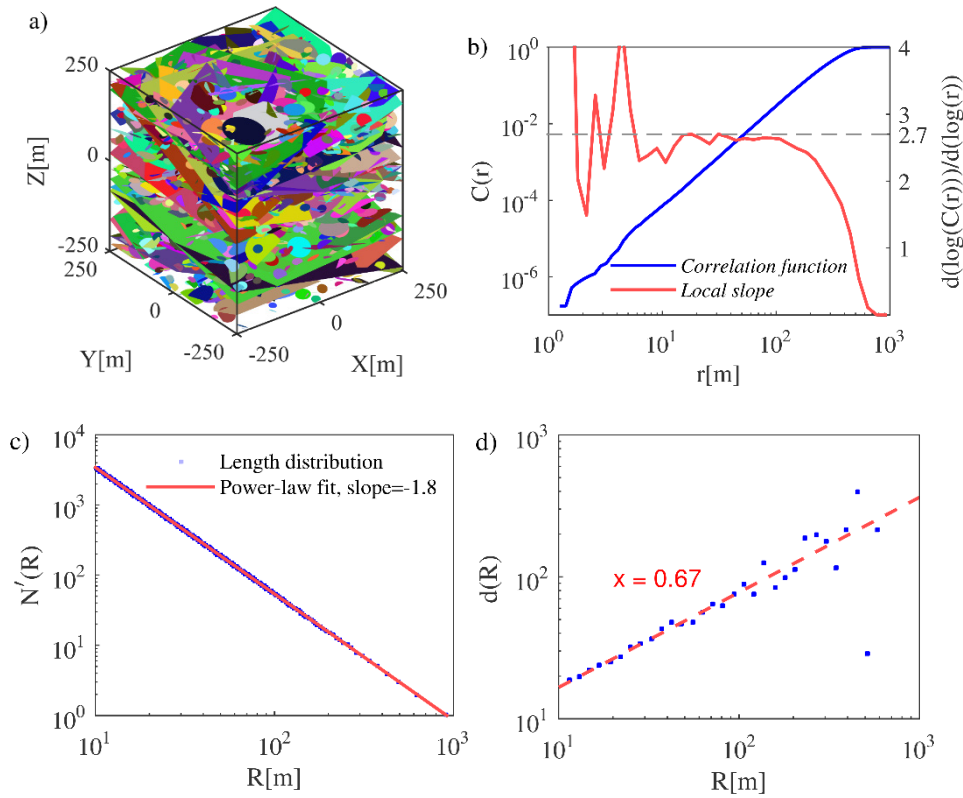 a)
Z[m]
250
0
-250
250
0
-250
Y[m]
-250
0
250
X[m]
b)
C(r)
10^0
10^-2
10^-4
10^-6
4
3
2.7
2
1
d(log(C(r)))/d(log(r)
Correlation function
Local slope
10^0
10^1
10^2
10^3
r[m]
c)
N′(R)
10^4
10^3
10^2
10^1
10^0
Length distribution
Power-law fit, slope=-1.8
10^1
10^2
10^3
R[m]
d)
d(R)
10^3
10^2
10^1
x = 0.67
10^1
10^2
10^3
R[m]